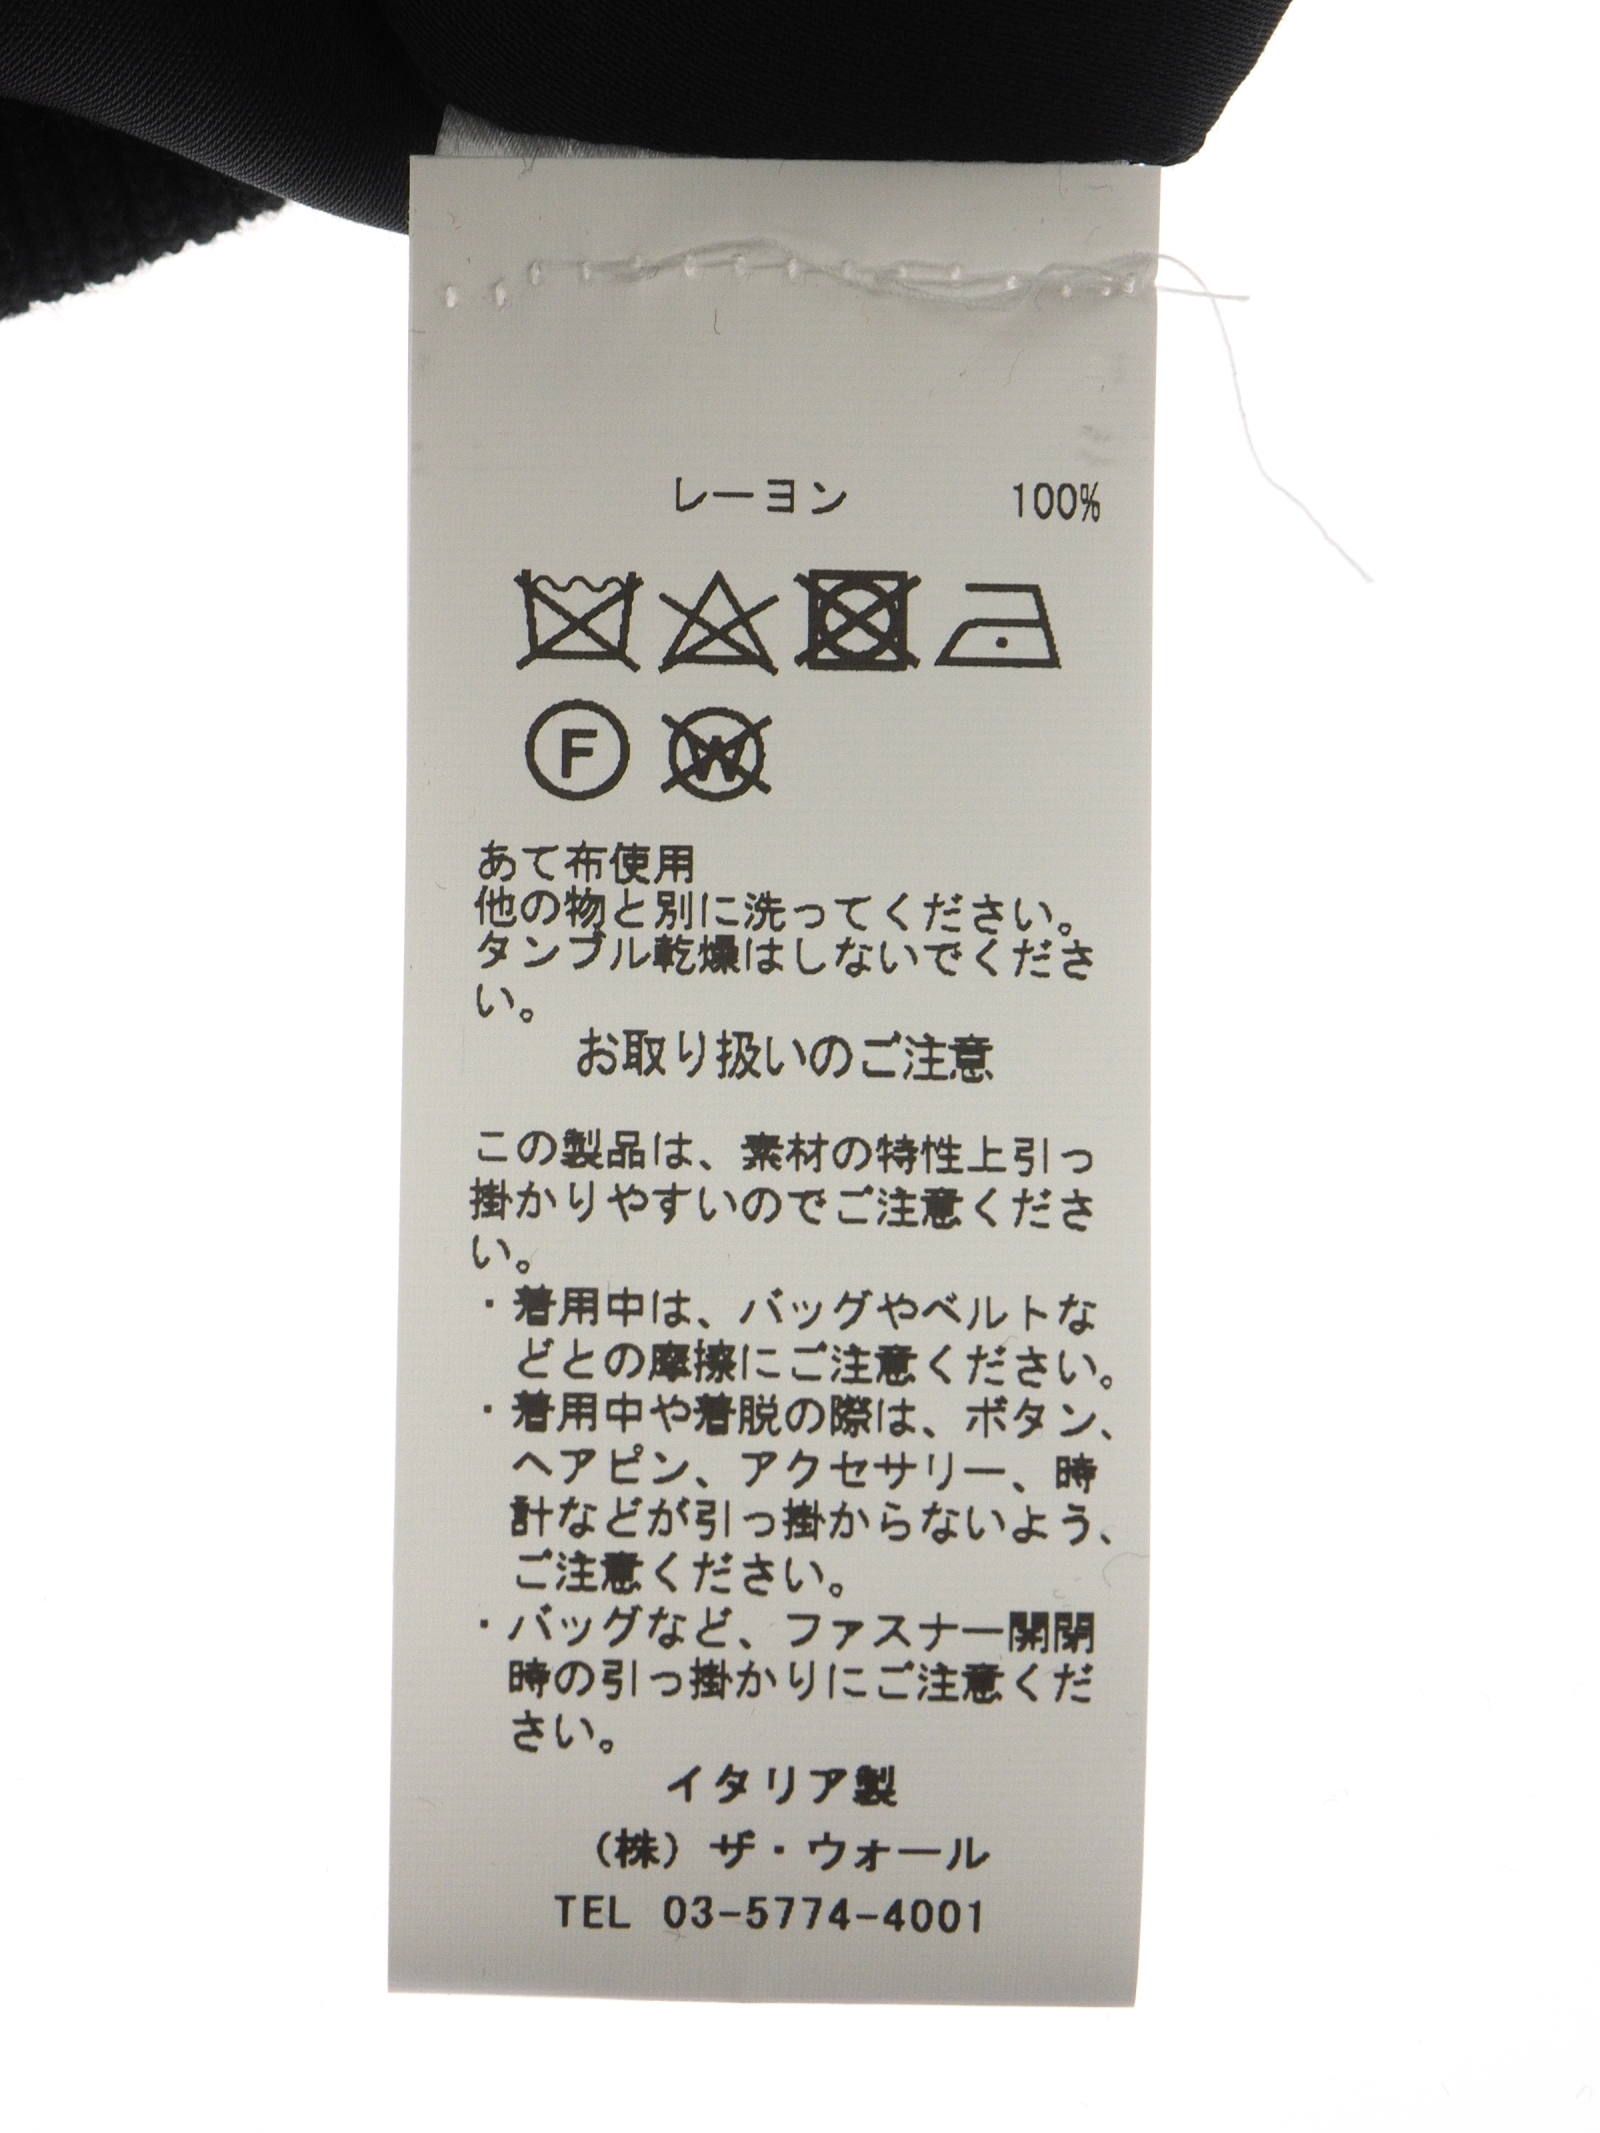 レーヨン 100%
F W
あて布使用
他の物と別に洗ってください。
タンブル乾燥はしないでくださ
い。
お取り扱いのご注意
この製品は、素材の特性上引っ
掛かりやすいのでご注意くださ
い。
・着用中は、バッグやベルトな
どとの摩擦にご注意ください。
・着用中や着脱の際は、ボタン、
ヘアピン、アクセサリー、時
計などが引っ掛からないよう、
ご注意ください。
・バッグなど、ファスナー開閉
時の引っ掛かりにご注意くだ
さい。
イタリア製
(株) ザ・ウォール
TEL 03-5774-4001